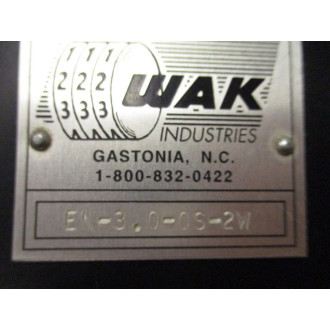 1 1 1
2 2 2
3 3 3
WAK
INDUSTRIES
GASTONIA, N.C.
1-800-832-0422
EN-3.0-OS-2W